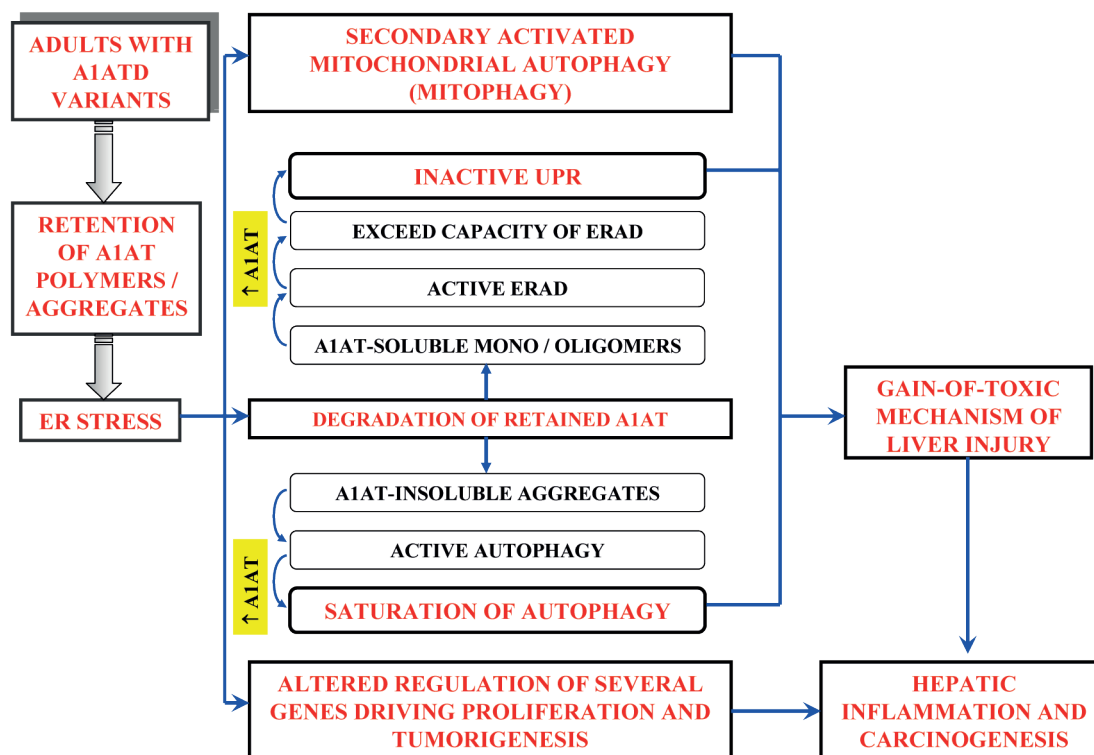 ADULTS WITH
A1ATD
VARIANTS
RETENTION
OF A1AT
POLYMERS /
AGGREGATES
ER STRESS
SECONDARY ACTIVATED
MITOCHONDRIAL AUTOPHAGY
(MITOPHAGY)
INACTIVE UPR
EXCEED CAPACITY OF ERAD
ACTIVE ERAD
A1AT-SOLUBLE MONO / OLIGOMERS
↑ A1AT
DEGRADATION OF RETAINED A1AT
A1AT-INSOLUBLE AGGREGATES
ACTIVE AUTOPHAGY
SATURATION OF AUTOPHAGY
↑ A1AT
ALTERED REGULATION OF SEVERAL
GENES DRIVING PROLIFERATION AND
TUMORIGENESIS
GAIN-OF-TOXIC
MECHANISM OF
LIVER INJURY
HEPATIC
INFLAMMATION AND
CARCINOGENESIS